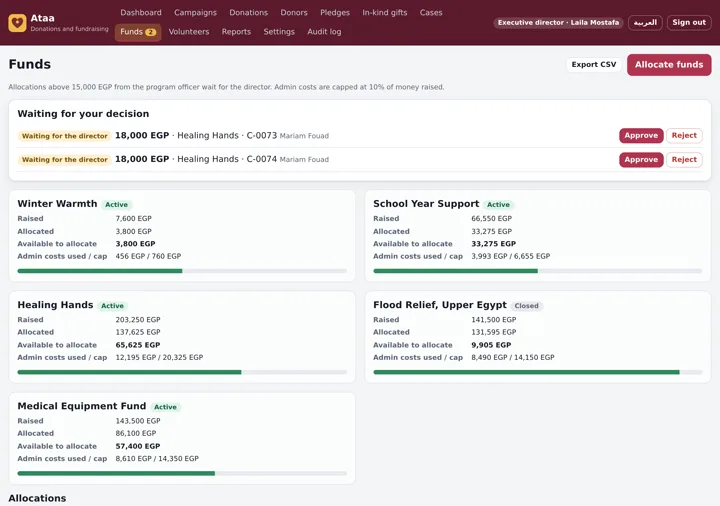 Ataa
Donations and fundraising
Dashboard Campaigns Donations Donors Pledges In-kind gifts Cases
Funds 2 Volunteers Reports Settings Audit log
Executive director · Laila Mostafa
العربية
Sign out
Funds
Export CSV
Allocate funds
Allocations above 15,000 EGP from the program officer wait for the director. Admin costs are capped at 10% of money raised.
Waiting for your decision
Waiting for the director 18,000 EGP · Healing Hands · C-0073 Mariam Fouad Approve Reject
Waiting for the director 18,000 EGP · Healing Hands · C-0074 Mariam Fouad Approve Reject
Winter Warmth Active
Raised 7,600 EGP
Allocated 3,800 EGP
Available to allocate 3,800 EGP
Admin costs used / cap 456 EGP / 760 EGP
School Year Support Active
Raised 66,550 EGP
Allocated 33,275 EGP
Available to allocate 33,275 EGP
Admin costs used / cap 3,993 EGP / 6,655 EGP
Healing Hands Active
Raised 203,250 EGP
Allocated 137,625 EGP
Available to allocate 65,625 EGP
Admin costs used / cap 12,195 EGP / 20,325 EGP
Flood Relief, Upper Egypt Closed
Raised 141,500 EGP
Allocated 131,595 EGP
Available to allocate 9,905 EGP
Admin costs used / cap 8,490 EGP / 14,150 EGP
Medical Equipment Fund Active
Raised 143,500 EGP
Allocated 86,100 EGP
Available to allocate 57,400 EGP
Admin costs used / cap 8,610 EGP / 14,350 EGP
Allocations